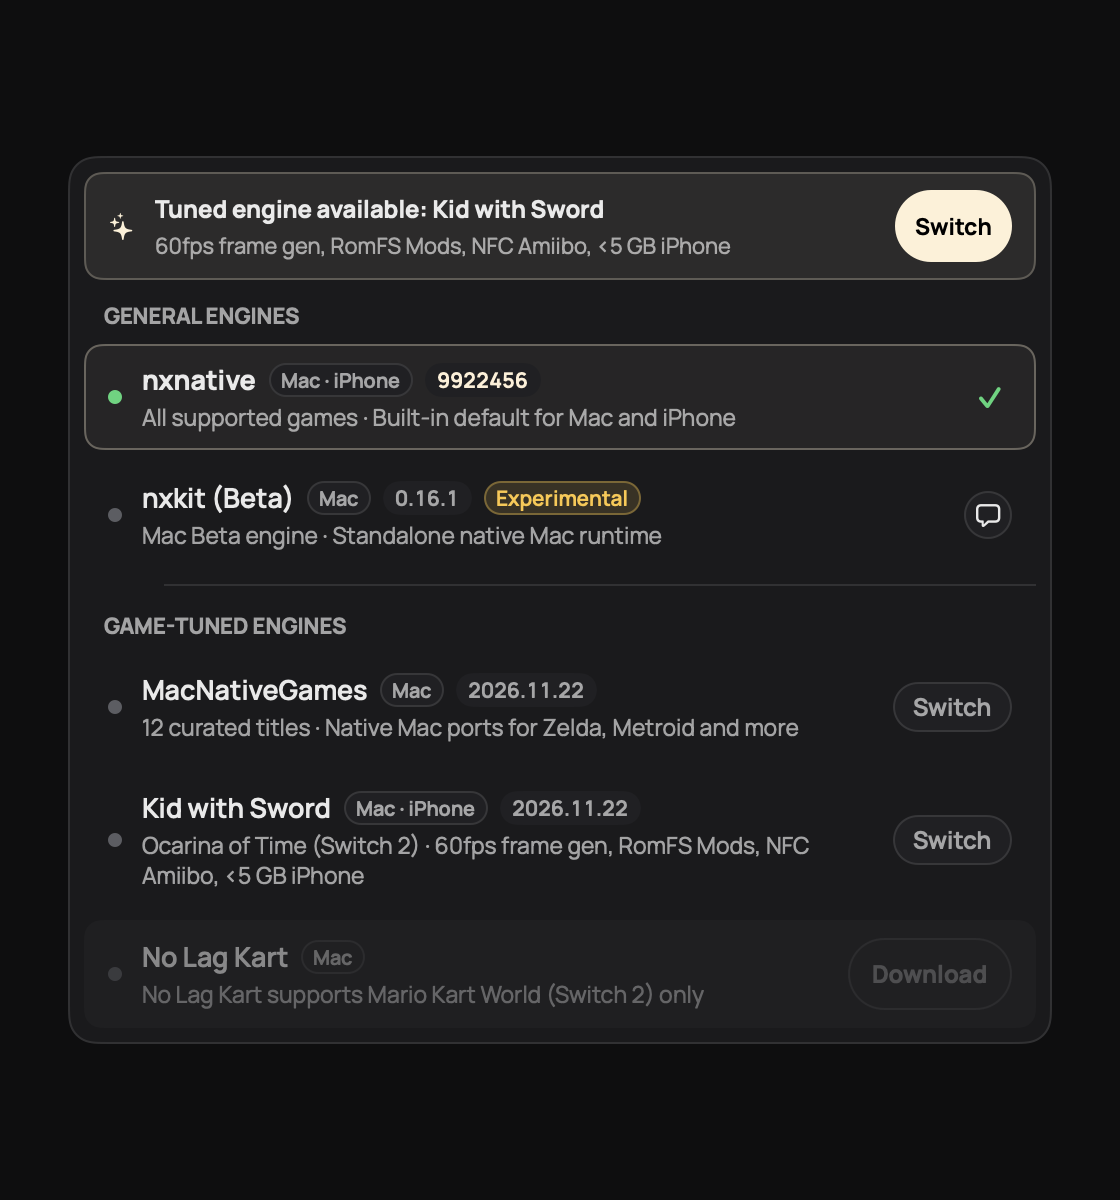 Tuned engine available: Kid with Sword
60fps frame gen, RomFS Mods, NFC Amiibo, <5 GB iPhone
Switch
GENERAL ENGINES
nxnative Mac · iPhone 9922456
All supported games · Built-in default for Mac and iPhone
nxkit (Beta) Mac 0.16.1 Experimental
Mac Beta engine · Standalone native Mac runtime
GAME-TUNED ENGINES
MacNativeGames Mac 2026.11.22
12 curated titles · Native Mac ports for Zelda, Metroid and more
Switch
Kid with Sword Mac · iPhone 2026.11.22
Ocarina of Time (Switch 2) · 60fps frame gen, RomFS Mods, NFC
Amiibo, <5 GB iPhone
Switch
No Lag Kart Mac
No Lag Kart supports Mario Kart World (Switch 2) only
Download